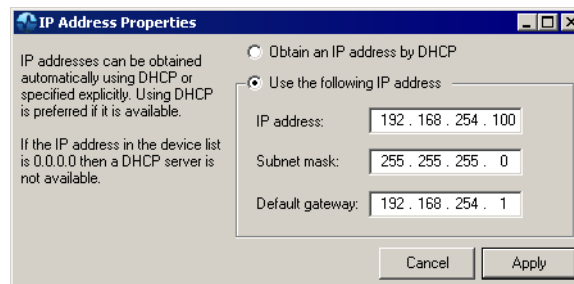 IP Address Properties
IP addresses can be obtained
automatically using DHCP or
specified explicitly. Using DHCP
is preferred if it is available.
If the IP address in the device list
is 0.0.0.0 then a DHCP server is
not available.
Obtain an IP address by DHCP
Use the following IP address
IP address: 192 . 168 . 254 . 100
Subnet mask: 255 . 255 . 255 . 0
Default gateway: 192 . 168 . 254 . 1
Cancel Apply